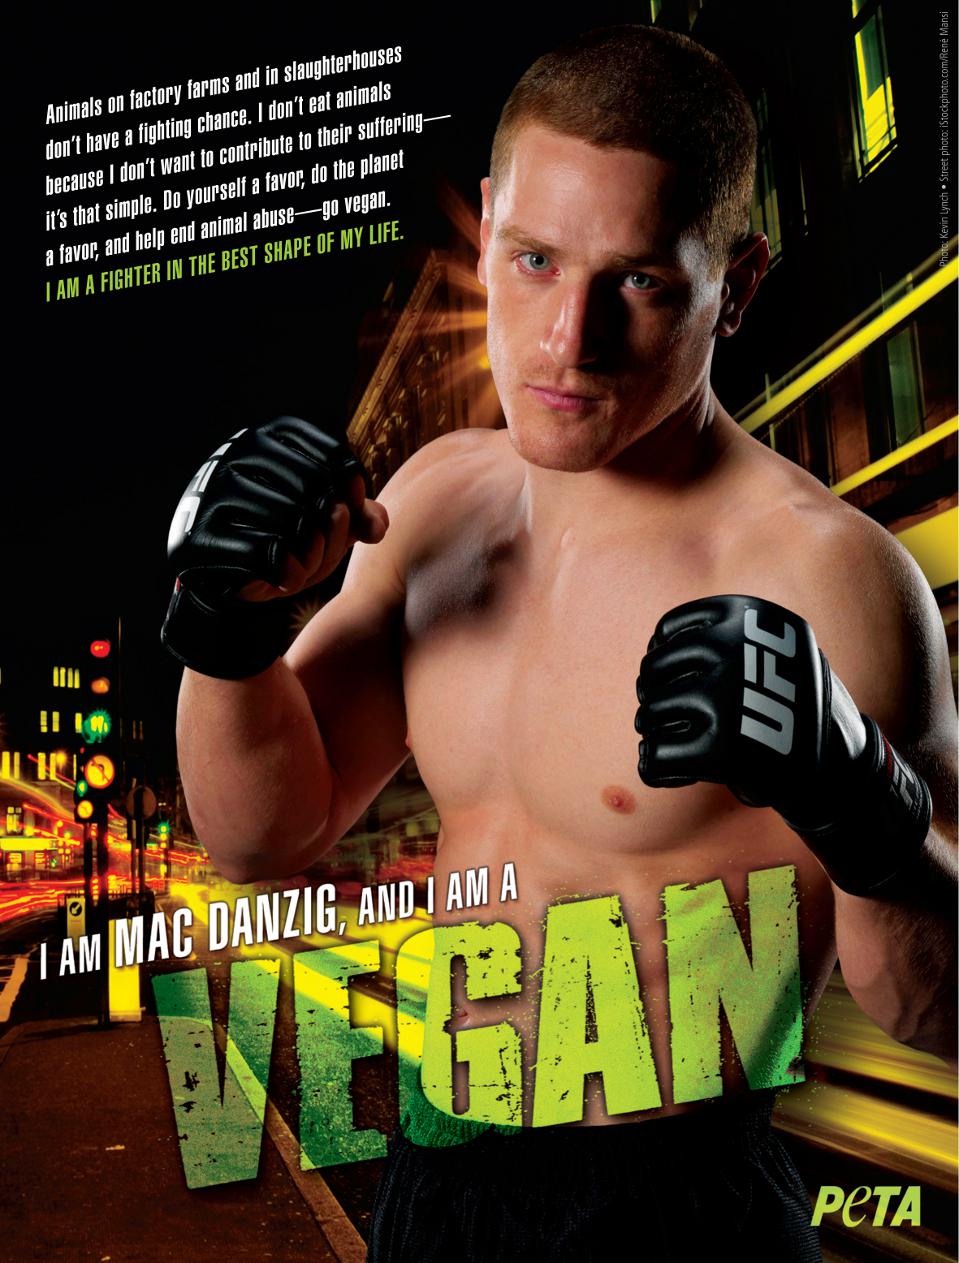 Animals on factory farms and in slaughterhouses
don't have a fighting chance. I don't eat animals
because I don't want to contribute to their suffering—
it's that simple. Do yourself a favor, do the planet
a favor, and help end animal abuse—go vegan.
I AM A FIGHTER IN THE BEST SHAPE OF MY LIFE.
Photo: Kevin Lynch • Street photo: iStockphoto.com/René Mansi
UFC
I AM MAC DANZIG, AND I AM A
VEGAN
PeTA